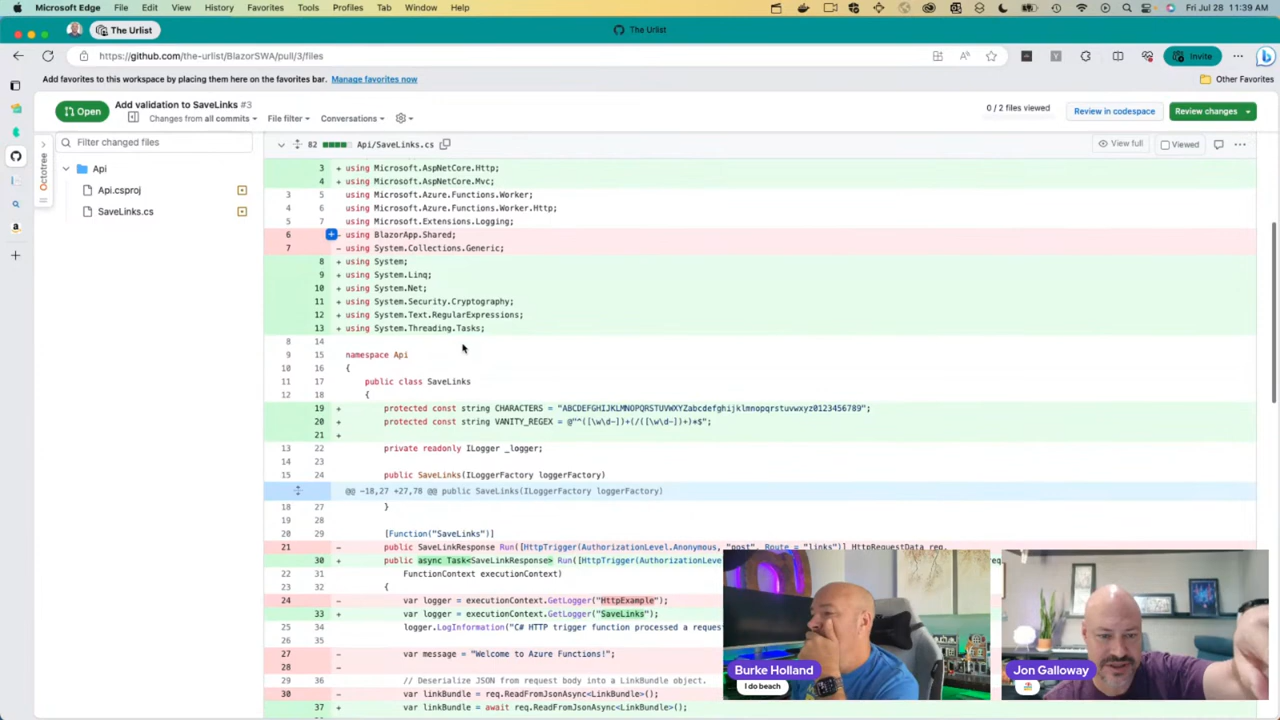 Microsoft Edge File Edit View History Favorites Tools Profiles Tab Window Help Fri Jul 28 11:39 AM
The Urlist The Urlist
https://github.com/the-urlist/BlazorSWA/pull/3/files Invite
Add favorites to this workspace by placing them here on the favorites bar. Manage favorites now Other Favorites
Open Add validation to SaveLinks #3
Changes from all commits File filter Conversations 0 / 2 files viewed Review in codespace Review changes
Filter changed files
Octotree
Api
Api.csproj
SaveLinks.cs
82 Api/SaveLinks.cs View full Viewed
3 + using Microsoft.AspNetCore.Http;
4 + using Microsoft.AspNetCore.Mvc;
3 5 using Microsoft.Azure.Functions.Worker;
4 6 using Microsoft.Azure.Functions.Worker.Http;
5 7 using Microsoft.Extensions.Logging;
6 - using BlazorApp.Shared;
7 - using System.Collections.Generic;
8 + using System;
9 + using System.Linq;
10 + using System.Net;
11 + using System.Security.Cryptography;
12 + using System.Text.RegularExpressions;
13 + using System.Threading.Tasks;
8 14
9 15 namespace Api
10 16 {
11 17 public class SaveLinks
12 18 {
19 + protected const string CHARACTERS = "ABCDEFGHIJKLMNOPQRSTUVWXYZabcdefghijklmnopqrstuvwxyz0123456789";
20 + protected const string VANITY_REGEX = @"^([\w\d-])+(/([\w\d-])+)*$";
21 +
13 22 private readonly ILogger _logger;
14 23
15 24 public SaveLinks(ILoggerFactory loggerFactory)
@@ -18,27 +27,78 @@ public SaveLinks(ILoggerFactory loggerFactory)
18 27 }
19 28
20 29 [Function("SaveLinks")]
21 - public SaveLinkResponse Run([HttpTrigger(AuthorizationLevel.Anonymous, "post", Route = "links")] HttpRequestData req,
30 + public async Task<SaveLinkResponse> Run([HttpTrigger(AuthorizationLevel
22 31 FunctionContext executionContext)
23 32 {
24 - var logger = executionContext.GetLogger("HttpExample");
33 + var logger = executionContext.GetLogger("SaveLinks");
25 34 logger.LogInformation("C# HTTP trigger function processed a request
26 35
27 - var message = "Welcome to Azure Functions!";
28 -
29 36 // Deserialize JSON from request body into a LinkBundle object.
30 - var linkBundle = req.ReadFromJsonAsync<LinkBundle>();
37 + var linkBundle = await req.ReadFromJsonAsync<LinkBundle>();
Burke Holland
I do beach
Jon Galloway